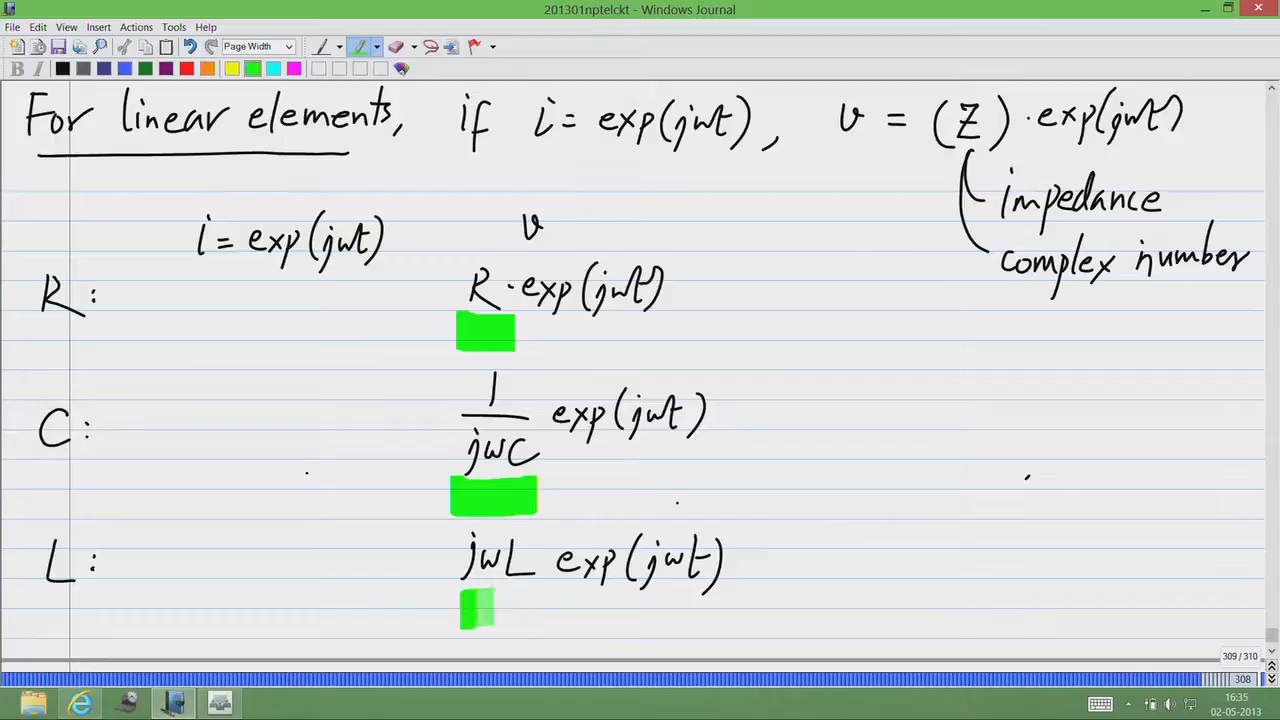 201301nptelckt - Windows Journal
File Edit View Insert Actions Tools Help
Page Width
B I
For linear elements, if i = exp(jωt), v = (Z) · exp(jωt)
impedance
complex number
i = exp(jωt) v
R: R · exp(jωt)
C: 1/jωC exp(jωt)
L: jωL exp(jωt)
309 / 310
308
16:35
02-05-2013